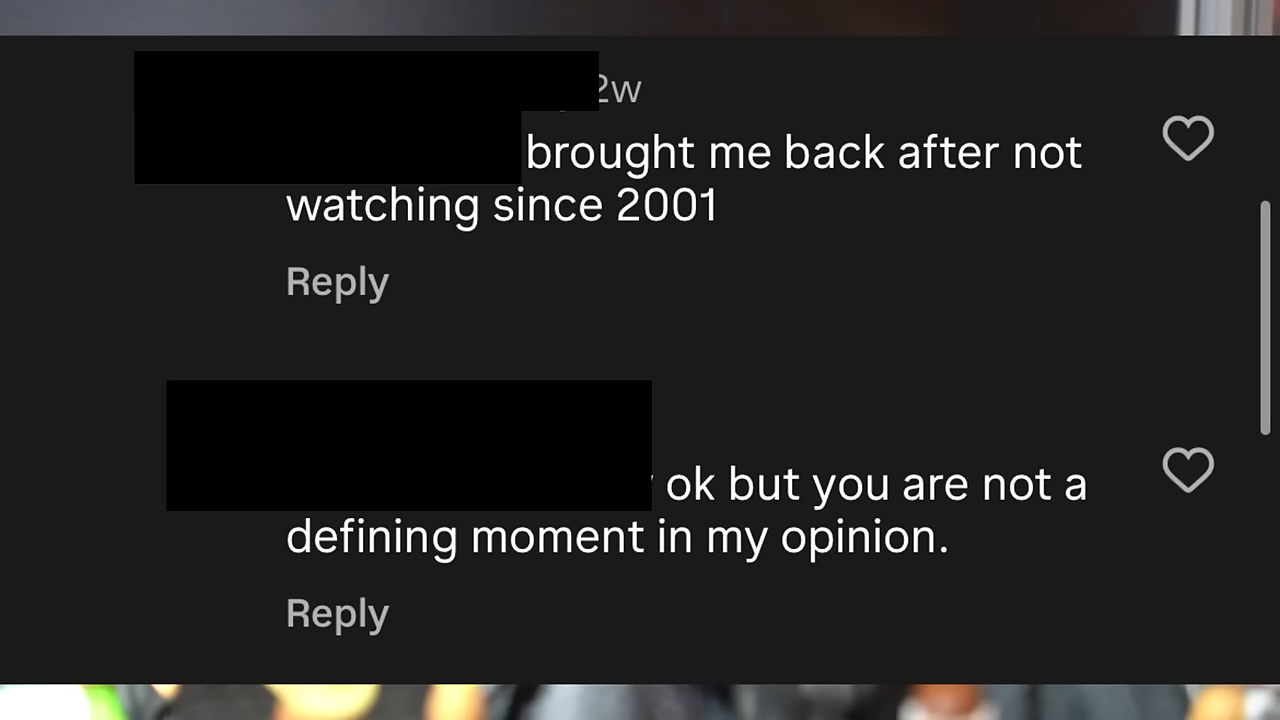 2w
brought me back after not
watching since 2001
Reply
ok but you are not a
defining moment in my opinion.
Reply